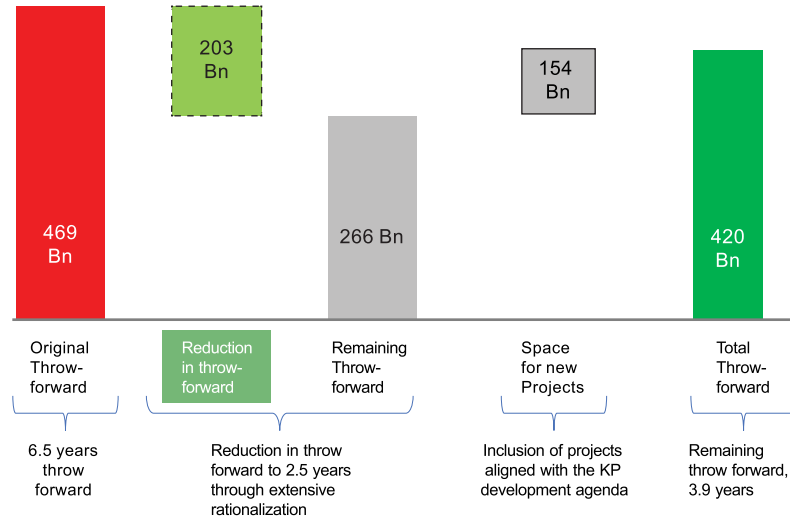 203
Bn
154
Bn
469
Bn
266 Bn
420
Bn
Original
Throw-
forward
Reduction
in throw-
forward
Remaining
Throw-
forward
Space
for new
Projects
Total
Throw-
forward
6.5 years
throw
forward
Reduction in throw
forward to 2.5 years
through extensive
rationalization
Inclusion of projects
aligned with the KP
development agenda
Remaining
throw forward,
3.9 years